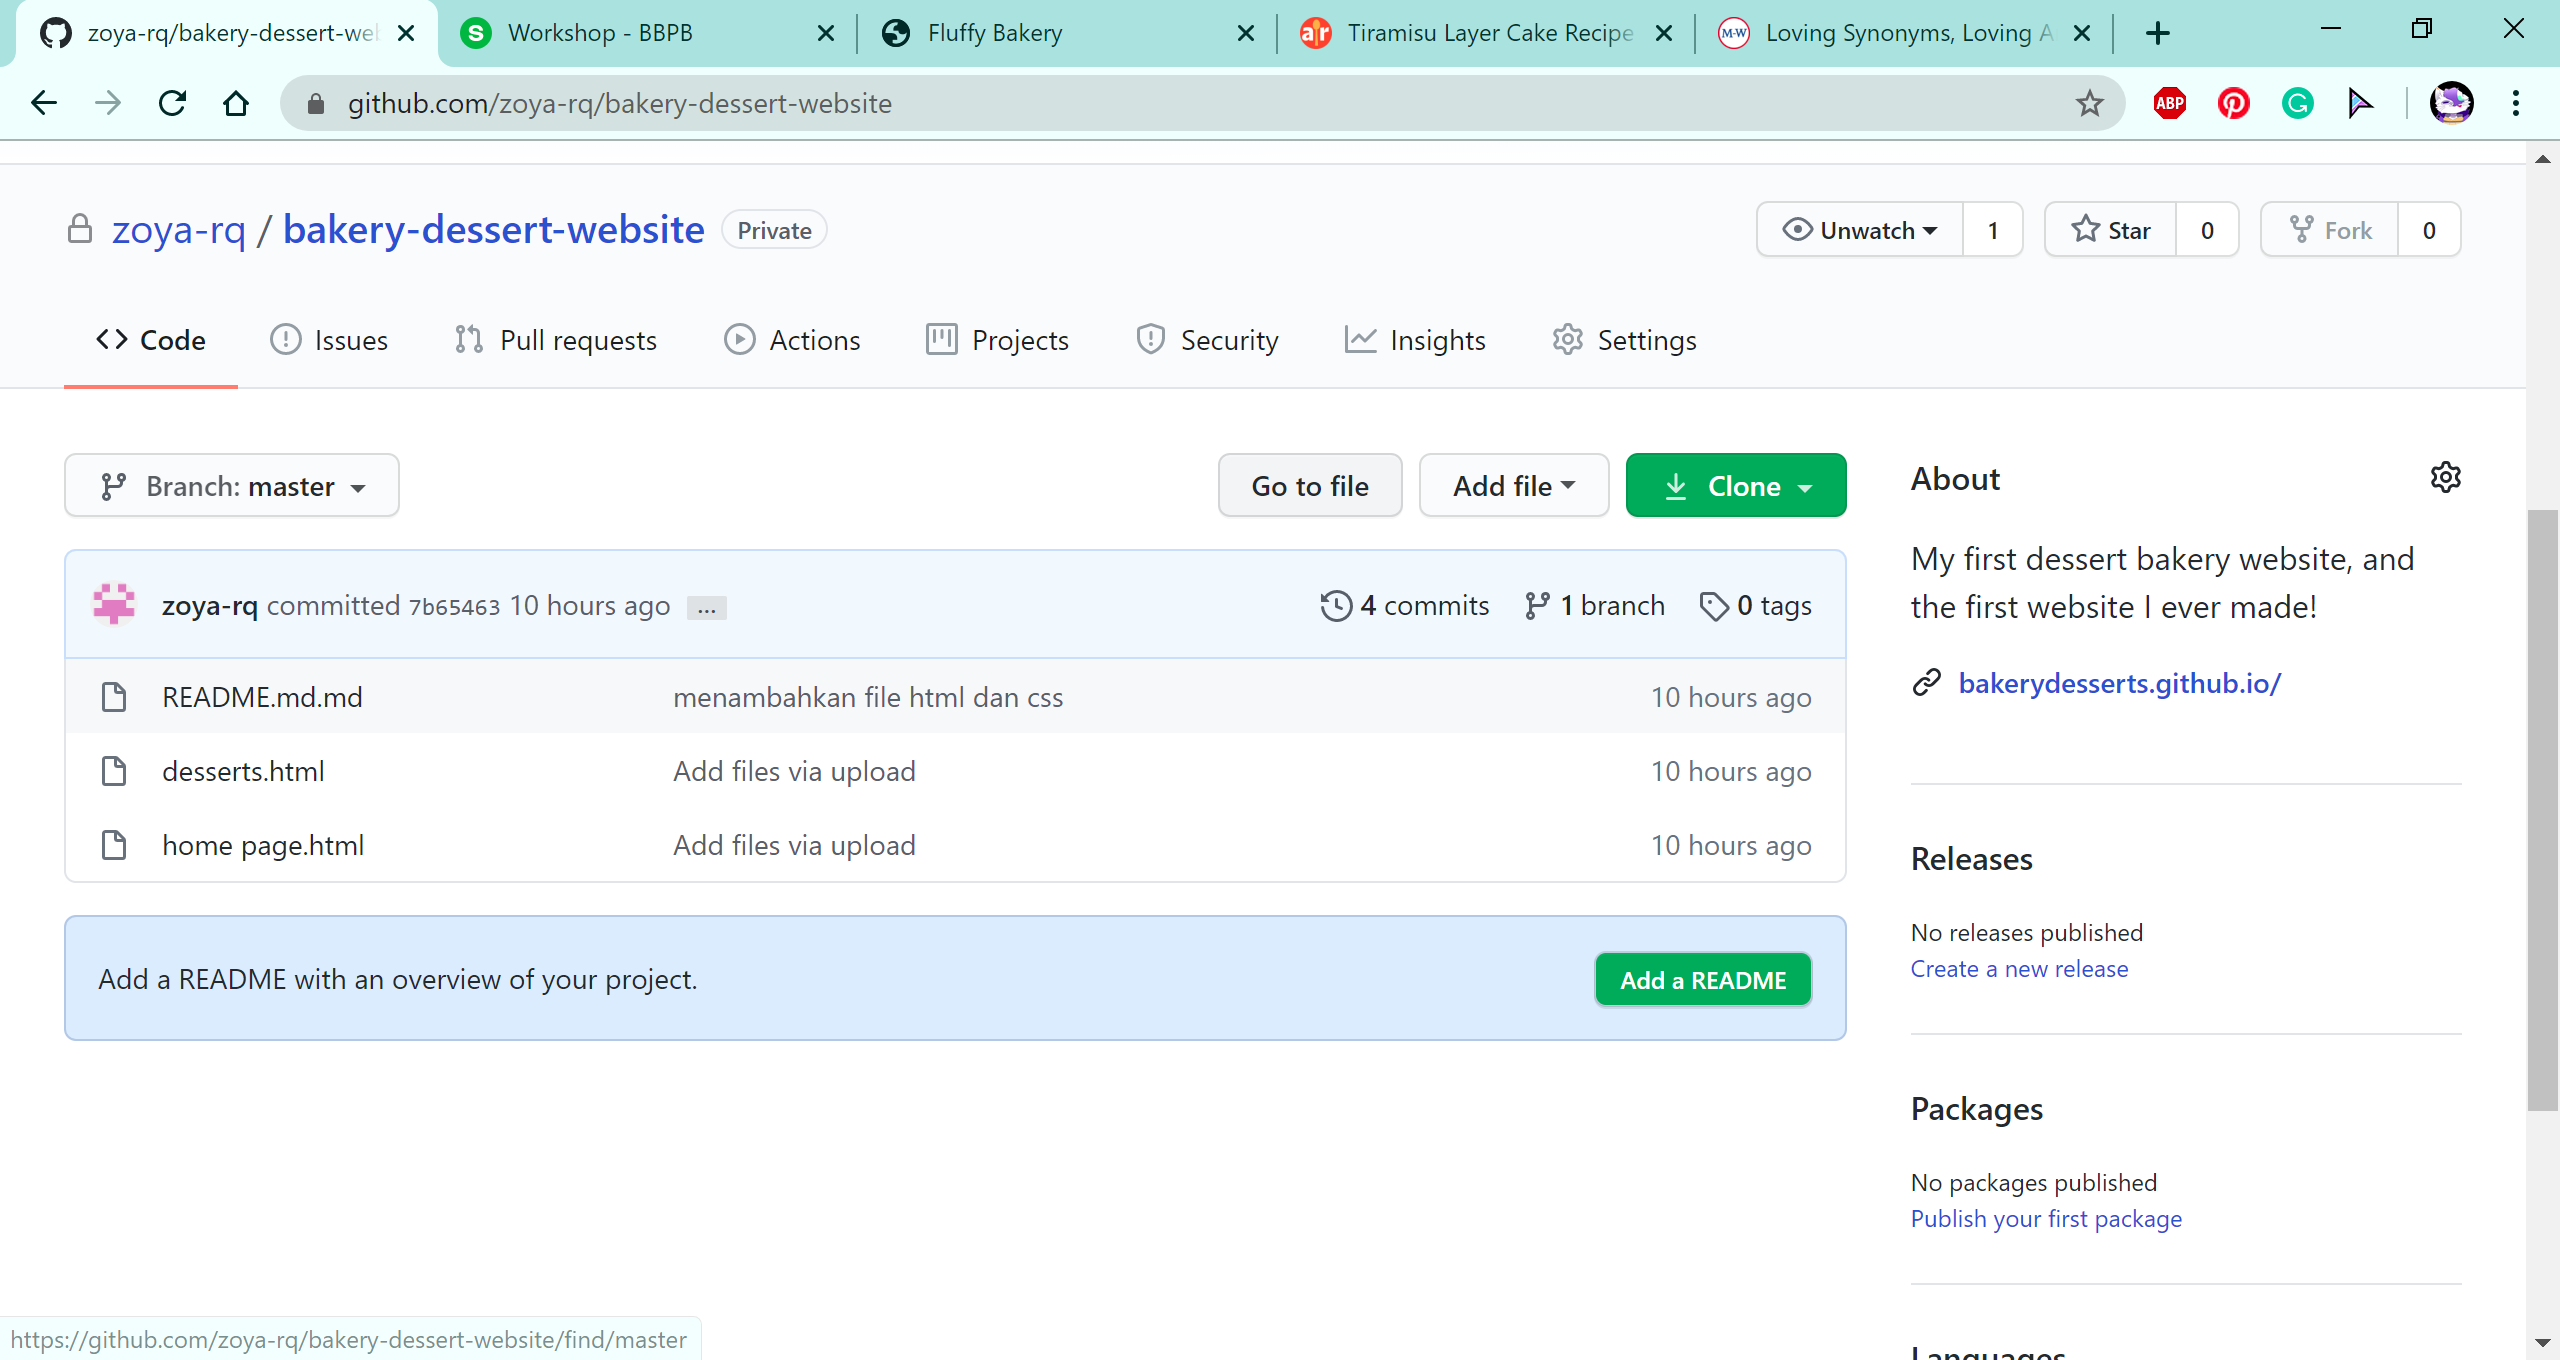 zoya-rq/bakery-dessert-we
Workshop - BBPB
Fluffy Bakery
Tiramisu Layer Cake Recipe
Loving Synonyms, Loving A
github.com/zoya-rq/bakery-dessert-website
ABP
zoya-rq / bakery-dessert-website Private
Unwatch 1
Star 0
Fork 0
Code
Issues
Pull requests
Actions
Projects
Security
Insights
Settings
Branch: master
Go to file
Add file
Clone
zoya-rq committed 7b65463 10 hours ago ...
4 commits
1 branch
0 tags
README.md.md menambahkan file html dan css 10 hours ago
desserts.html Add files via upload 10 hours ago
home page.html Add files via upload 10 hours ago
Add a README with an overview of your project.
Add a README
About
My first dessert bakery website, and
the first website I ever made!
bakerydesserts.github.io/
Releases
No releases published
Create a new release
Packages
No packages published
Publish your first package
Languages
https://github.com/zoya-rq/bakery-dessert-website/find/master